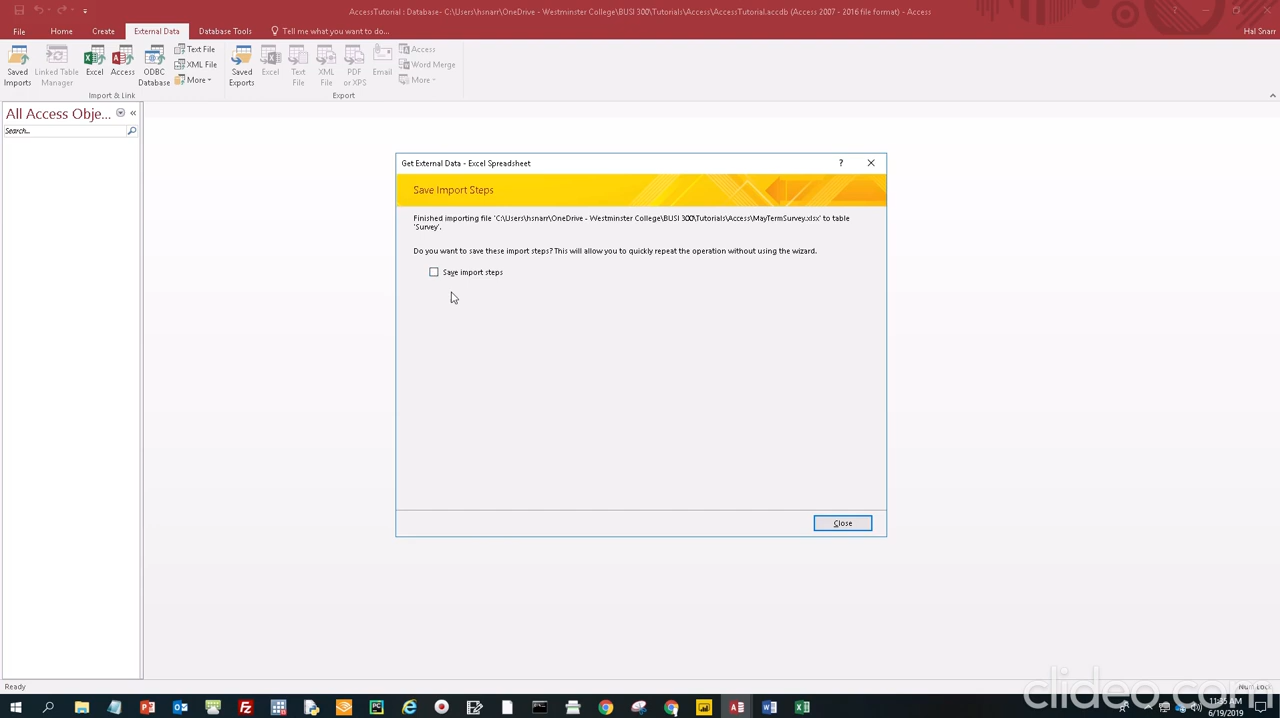 AccessTutorial : Database- C:\Users\hsnarr\OneDrive - Westminster College\BUSI 300\Tutorials\Access\AccessTutorial.accdb (Access 2007 - 2016 file format) - Access
File Home Create External Data Database Tools Tell me what you want to do... Hal Snarr
Saved Imports
Linked Table Manager
Excel
Access
ODBC Database
Text File
XML File
More
Saved Exports
Excel
Text File
XML File
PDF or XPS
Email
Access
Word Merge
More
Import & Link
Export
All Access Obje...
Search...
Get External Data - Excel Spreadsheet
Save Import Steps
Finished importing file 'C:\Users\hsnarr\OneDrive - Westminster College\BUSI 300\Tutorials\Access\MayTermSurvey.xlsx' to table
'Survey'.
Do you want to save these import steps? This will allow you to quickly repeat the operation without using the wizard.
Save import steps
Close
Ready
Num Lock
clideo.com
11:35 AM
6/19/2019